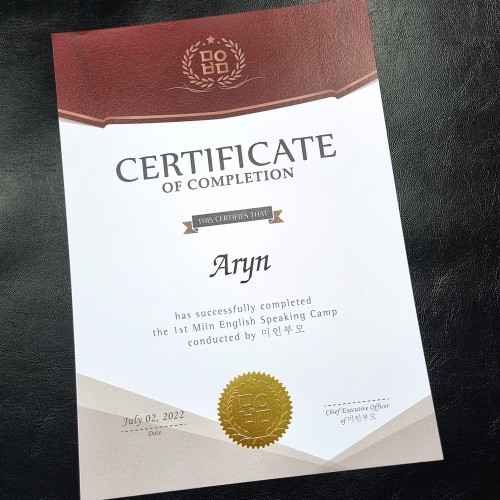 CERTIFICATE
OF COMPLETION
THIS CERTIFIES THAT
Aryn
has successfully completed
the 1st Miin English Speaking Camp
conducted by 미인부모
July 02, 2022
Date
Chief Executive Officer
of 미인부모